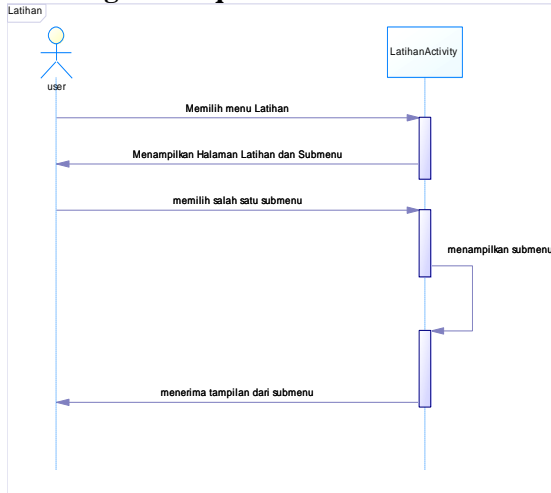 Latihan
user
LatihanActivity
Memilih menu Latihan
Menampilkan Halaman Latihan dan Submenu
memilih salah satu submenu
menampilkan submenu
menerima tampilan dari submenu